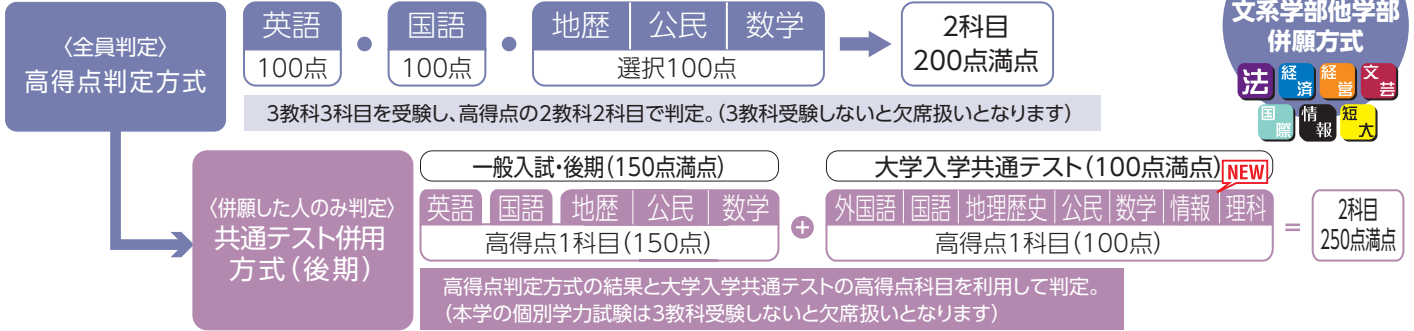 〈全員判定〉
高得点判定方式
英語
100点
・
国語
100点
・
地歴 公民 数学
選択100点
2科目
200点満点
3教科3科目を受験し、高得点の2教科2科目で判定。(3教科受験しないと欠席扱いとなります)
文系学部他学部
併願方式
法 経済 経営 文芸
国際 情報 短大
〈併願した人のみ判定〉
共通テスト併用
方式(後期)
一般入試・後期(150点満点)
英語 国語 地歴 公民 数学
高得点1科目(150点)
+
大学入学共通テスト(100点満点)
NEW
外国語 国語 地理歴史 公民 数学 情報 理科
高得点1科目(100点)
=
2科目
250点満点
高得点判定方式の結果と大学入学共通テストの高得点科目を利用して判定。
(本学の個別学力試験は3教科受験しないと欠席扱いとなります)